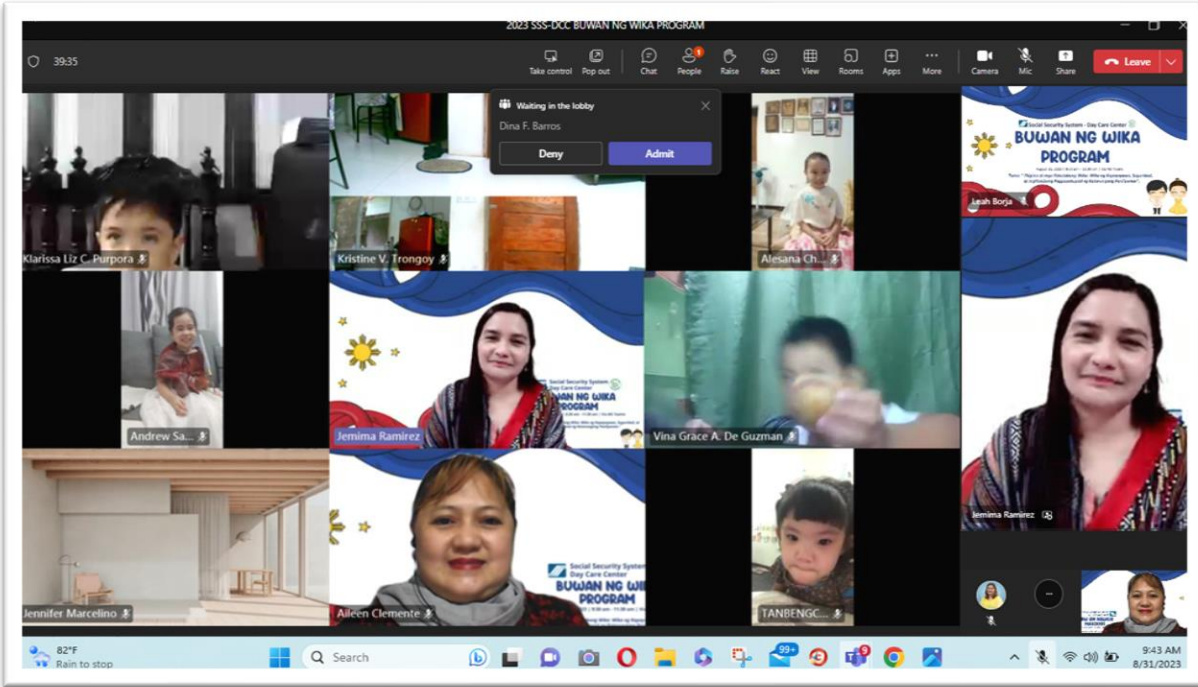 2023 SSS-DCC BUWAN NG WIKA PROGRAM
39:35
Take control
Pop out
Chat
1
People
Raise
React
View
Rooms
Apps
More
Camera
Mic
Share
Leave
Waiting in the lobby
Dina F. Barros
Deny
Admit
Klarissa Liz C. Purpora
Kristine V. Trongoy
Alesana Ch...
Social Security System - Day Care Center
BUWAN NG WIKA
PROGRAM
Leah Borja
Andrew Sa...
Jemima Ramirez
Social Security System
Day Care Center
PROGRAM
Vina Grace A. De Guzman
Jemima Ramirez
Jennifer Marcelino
Aileen Clemente
Social Security System
Day Care Center
BUWAN NG WI
PROGRAM
TANBENGC...
82°F
Rain to stop
Search
99+
9
9:43 AM
8/31/2023